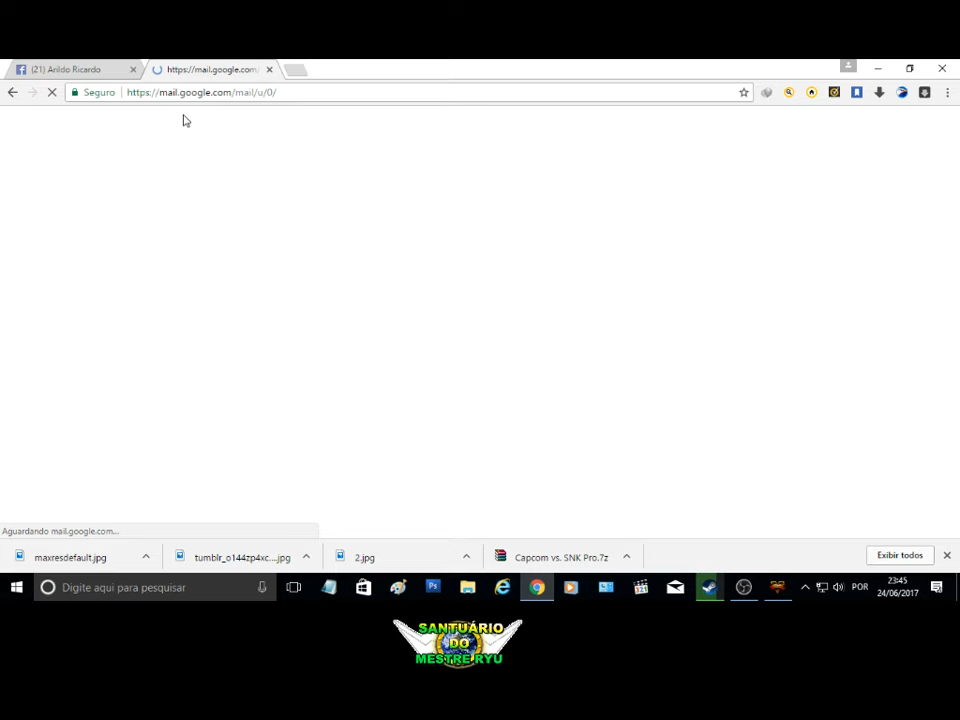 (21) Arildo Ricardo
https://mail.google.com/
Seguro https://mail.google.com/mail/u/0/
Aguardando mail.google.com...
maxresdefault.jpg
tumblr_o144zp4xc....jpg
2.jpg
Capcom vs. SNK Pro.7z
Exibir todos
Digite aqui para pesquisar
Ps
321
POR
23:45
24/06/2017
SANTUÁRIO
DO
MESTRE RYU